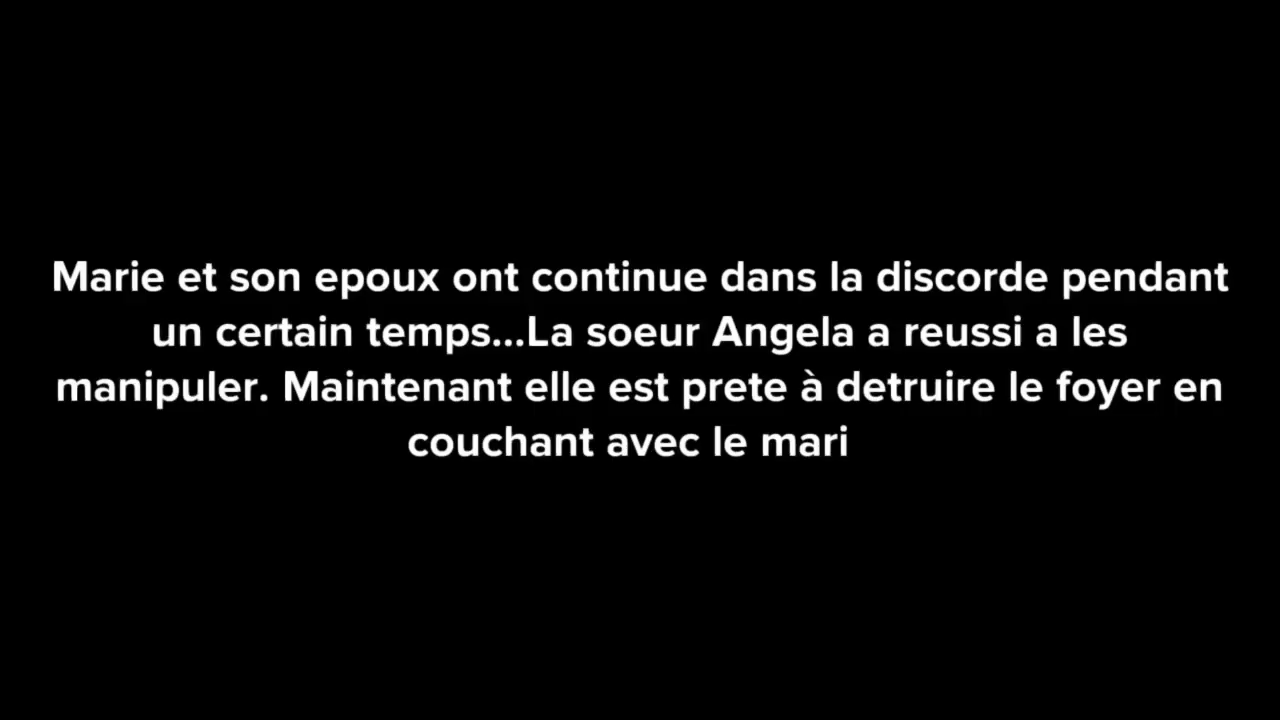 Marie et son epoux ont continue dans la discorde pendant
un certain temps...La soeur Angela a reussi a les
manipuler. Maintenant elle est prete à detruire le foyer en
couchant avec le mari